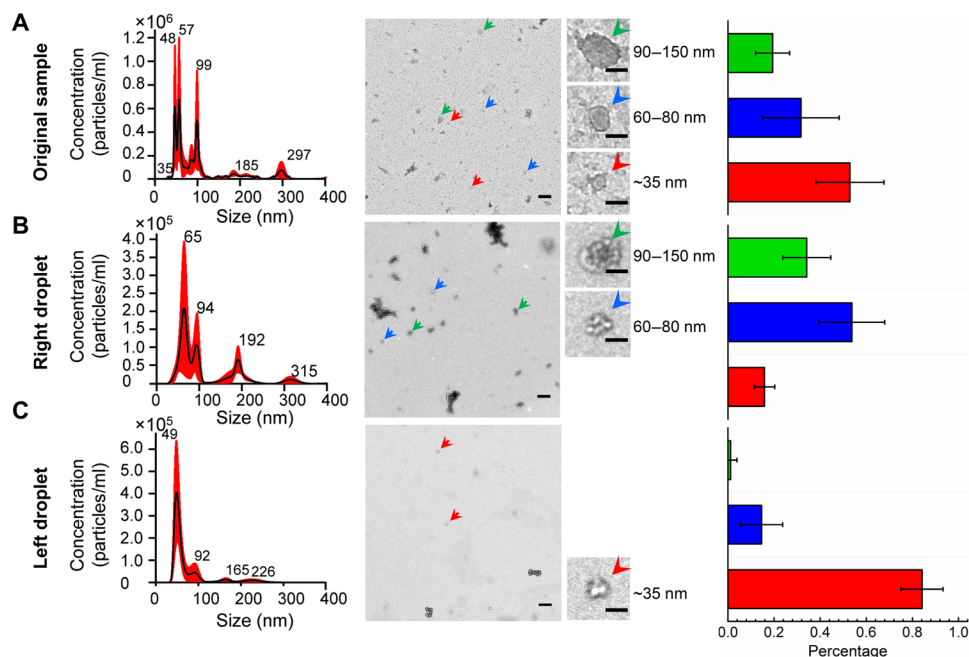 A
Original sample
Concentration
(particles/ml)
×10⁶
48 57
99
35
185
297
1.2
1.0
0.8
0.6
0.4
0.2
0
0 100 200 300 400
Size (nm)
90–150 nm
60–80 nm
~35 nm
B
Right droplet
Concentration
(particles/ml)
×10⁵
65
94
192
315
4.0
3.5
3.0
2.5
2.0
1.5
1.0
0.5
0
0 100 200 300 400
Size (nm)
90–150 nm
60–80 nm
C
Left droplet
Concentration
(particles/ml)
×10⁵
49
92
165 226
6.0
5.0
4.0
3.0
2.0
1.0
0
0 100 200 300 400
Size (nm)
~35 nm
0.0 0.2 0.4 0.6 0.8 1.0
Percentage